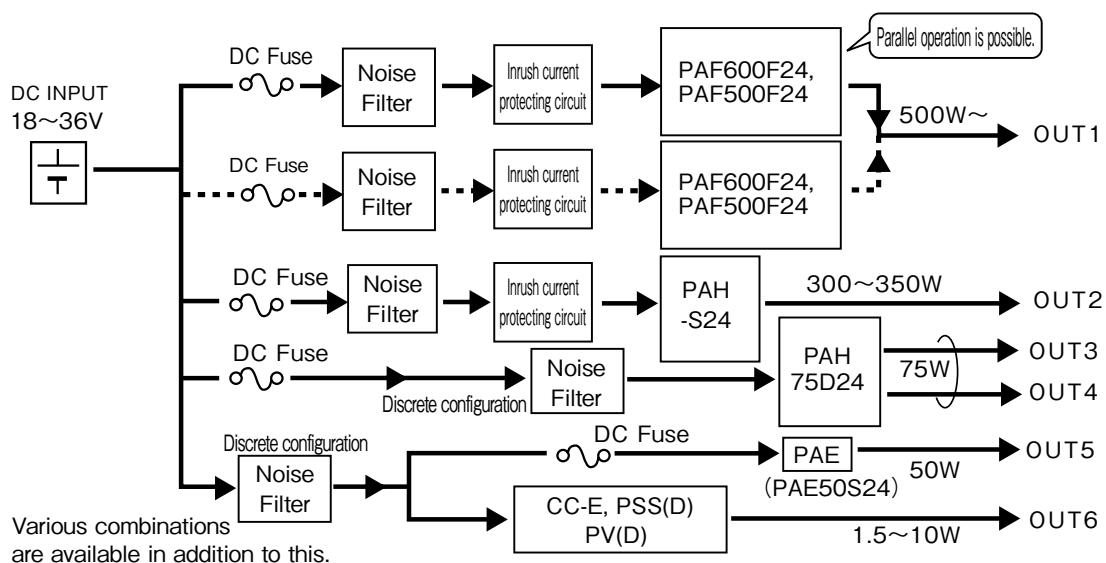 Parallel operation is possible.
DC Fuse
Noise
Filter
Inrush current
protecting circuit
PAF600F24,
PAF500F24
DC INPUT
18〜36V
500W〜
OUT1
DC Fuse
Noise
Filter
Inrush current
protecting circuit
PAF600F24,
PAF500F24
DC Fuse
Noise
Filter
Inrush current
protecting circuit
PAH
-S24
300〜350W
OUT2
DC Fuse
Discrete configuration
Noise
Filter
PAH
75D24
75W
OUT3
OUT4
Discrete configuration
Noise
Filter
DC Fuse
PAE
(PAE50S24)
50W
OUT5
CC-E, PSS(D)
PV(D)
1.5〜10W
OUT6
Various combinations
are available in addition to this.